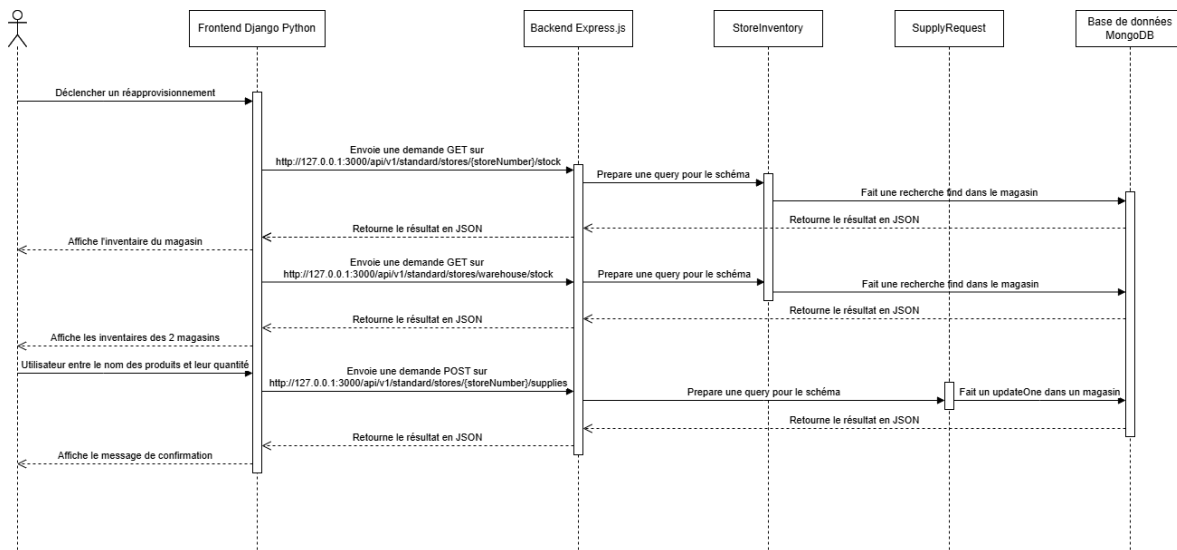 Frontend Django Python
Backend Express.js
StoreInventory
SupplyRequest
Base de données
MongoDB
Déclencher un réapprovisionnement
Envoie une demande GET sur
http://127.0.0.1:3000/api/v1/standard/stores/{storeNumber}/stock
Prepare une query pour le schéma
Fait une recherche find dans le magasin
Retourne le résultat en JSON
Retourne le résultat en JSON
Affiche l'inventaire du magasin
Envoie une demande GET sur
http://127.0.0.1:3000/api/v1/standard/stores/warehouse/stock
Prepare une query pour le schéma
Fait une recherche find dans le magasin
Retourne le résultat en JSON
Retourne le résultat en JSON
Affiche les inventaires des 2 magasins
Utilisateur entre le nom des produits et leur quantité
Envoie une demande POST sur
http://127.0.0.1:3000/api/v1/standard/stores/{storeNumber}/supplies
Prepare une query pour le schéma
Fait un updateOne dans un magasin
Retourne le résultat en JSON
Retourne le résultat en JSON
Affiche le message de confirmation